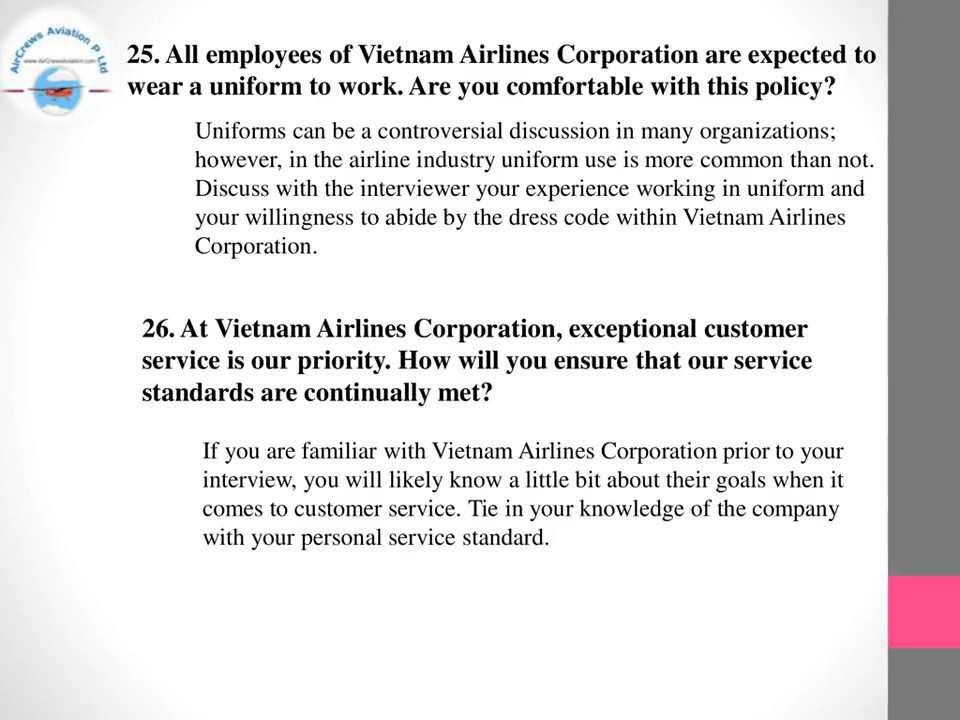 AirCrews Aviation P Ltd
www.AirCrewsAviation.com
25. All employees of Vietnam Airlines Corporation are expected to
wear a uniform to work. Are you comfortable with this policy?
Uniforms can be a controversial discussion in many organizations;
however, in the airline industry uniform use is more common than not.
Discuss with the interviewer your experience working in uniform and
your willingness to abide by the dress code within Vietnam Airlines
Corporation.
26. At Vietnam Airlines Corporation, exceptional customer
service is our priority. How will you ensure that our service
standards are continually met?
If you are familiar with Vietnam Airlines Corporation prior to your
interview, you will likely know a little bit about their goals when it
comes to customer service. Tie in your knowledge of the company
with your personal service standard.